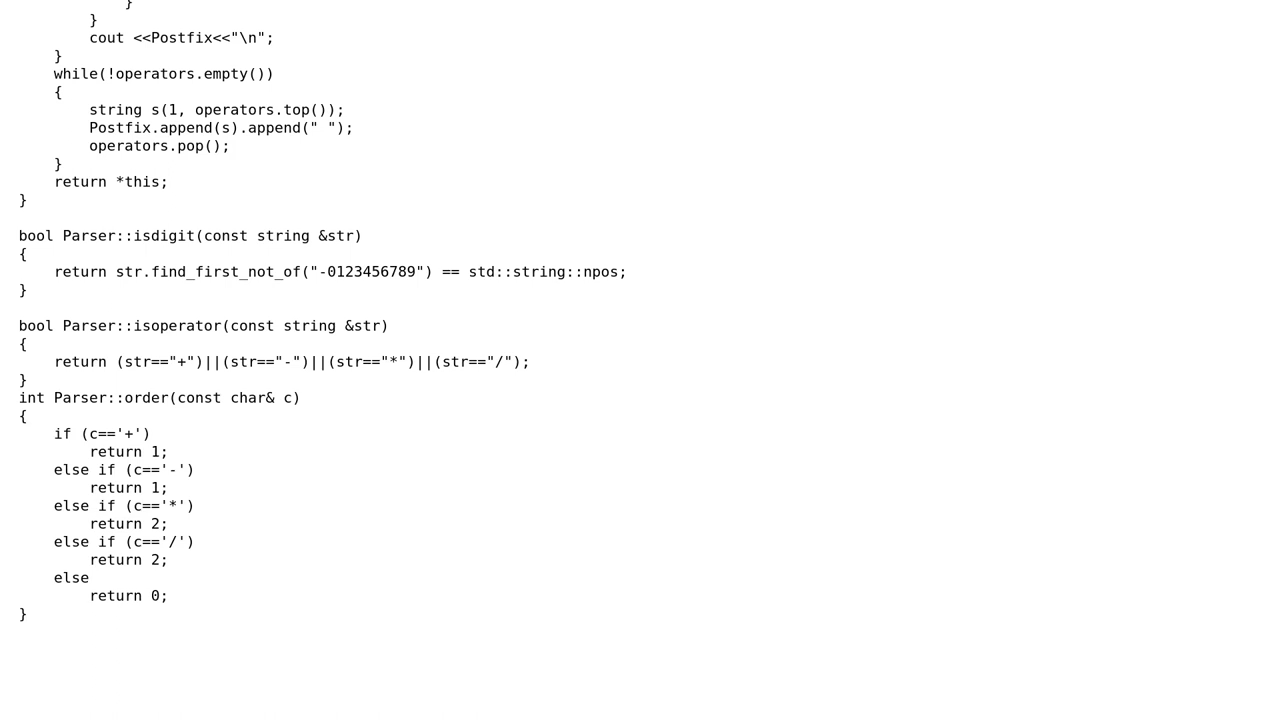 }
}
cout <<Postfix<<"\n";
}
while(!operators.empty())
{
string s(1, operators.top());
Postfix.append(s).append(" ");
operators.pop();
}
return *this;
}
bool Parser::isdigit(const string &str)
{
return str.find_first_not_of("-0123456789") == std::string::npos;
}
bool Parser::isoperator(const string &str)
{
return (str=="+")||(str=="-")||(str=="*")||(str=="/");
}
int Parser::order(const char& c)
{
if (c=='+')
return 1;
else if (c=='-')
return 1;
else if (c=='*')
return 2;
else if (c=='/')
return 2;
else
return 0;
}